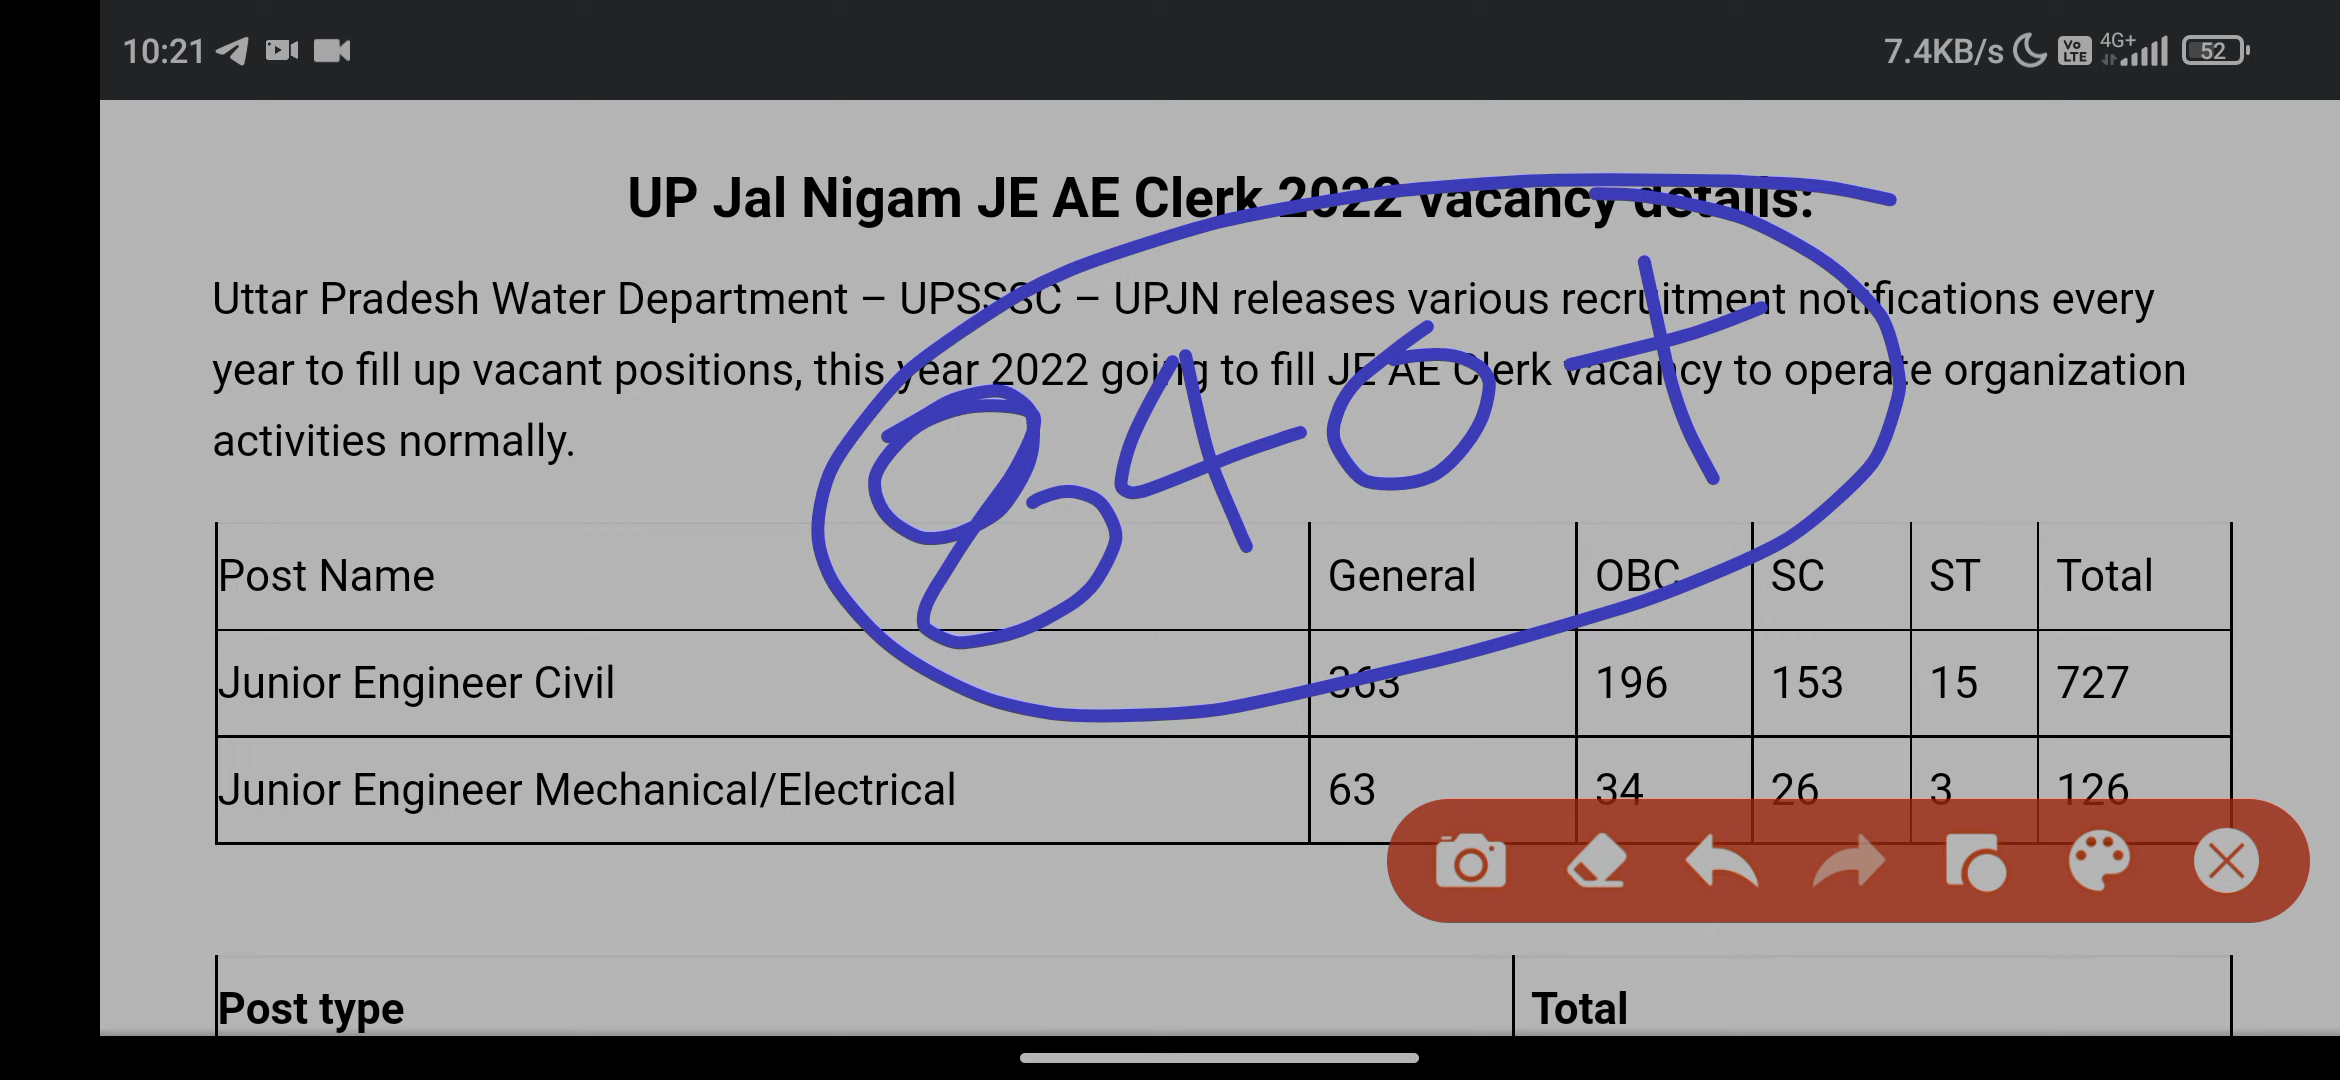 10:21 7.4KB/s Vo LTE 4G+ 52
UP Jal Nigam JE AE Clerk 2022 vacancy details:
Uttar Pradesh Water Department – UPSSSC – UPJN releases various recruitment notifications every
year to fill up vacant positions, this year 2022 going to fill JE AE Clerk vacancy to operate organization
activities normally.
840+
Post Name General OBC SC ST Total
Junior Engineer Civil 363 196 153 15 727
Junior Engineer Mechanical/Electrical 63 34 26 3 126
Post type Total